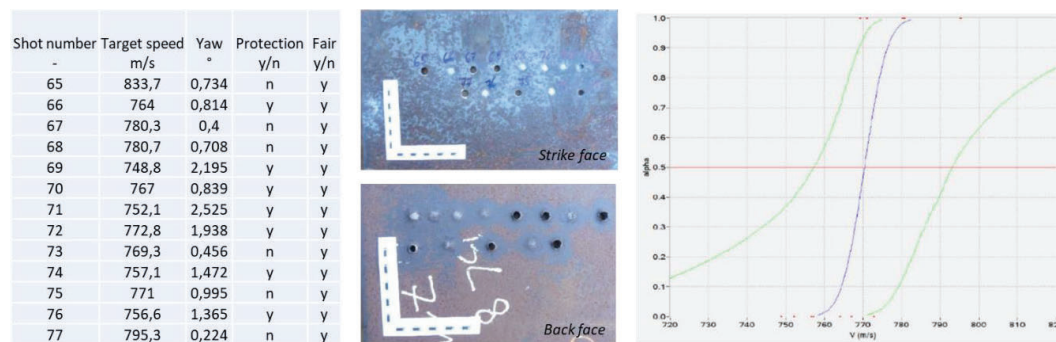 Shot number Target speed Yaw Protection Fair
- m/s ° y/n y/n
65 833,7 0,734 n y
66 764 0,814 y y
67 780,3 0,4 n y
68 780,7 0,708 n y
69 748,8 2,195 y y
70 767 0,839 y y
71 752,1 2,525 y y
72 772,8 1,938 y y
73 769,3 0,456 n y
74 757,1 1,472 y y
75 771 0,995 n y
76 756,6 1,365 y y
77 795,3 0,224 n y
Strike face
Back face
1.0
0.9
0.8
0.7
0.6
0.5
0.4
0.3
0.2
0.1
0.0
alpha
720 730 740 750 760 770 780 790 800 810
V (m/s)